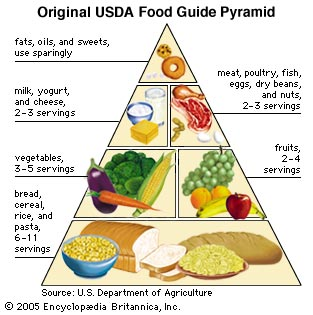 Original USDA Food Guide Pyramid
fats, oils, and sweets,
use sparingly
meat, poultry, fish,
eggs, dry beans,
and nuts,
2–3 servings
milk, yogurt,
and cheese,
2–3 servings
vegetables,
3–5 servings
fruits,
2–4
servings
bread,
cereal,
rice, and
pasta,
6–11
servings
Source: U.S. Department of Agriculture
© 2005 Encyclopædia Britannica, Inc.